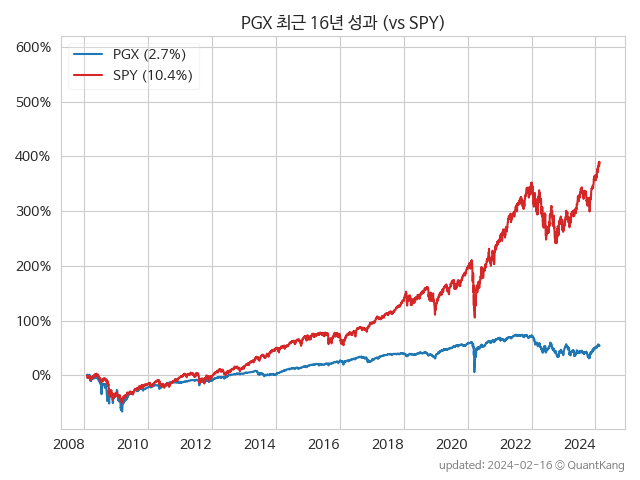 PGX 최근 16년 성과 (vs SPY)
PGX (2.7%)
SPY (10.4%)
600%
500%
400%
300%
200%
100%
0%
2008 2010 2012 2014 2016 2018 2020 2022 2024
updated: 2024-02-16 © QuantKang